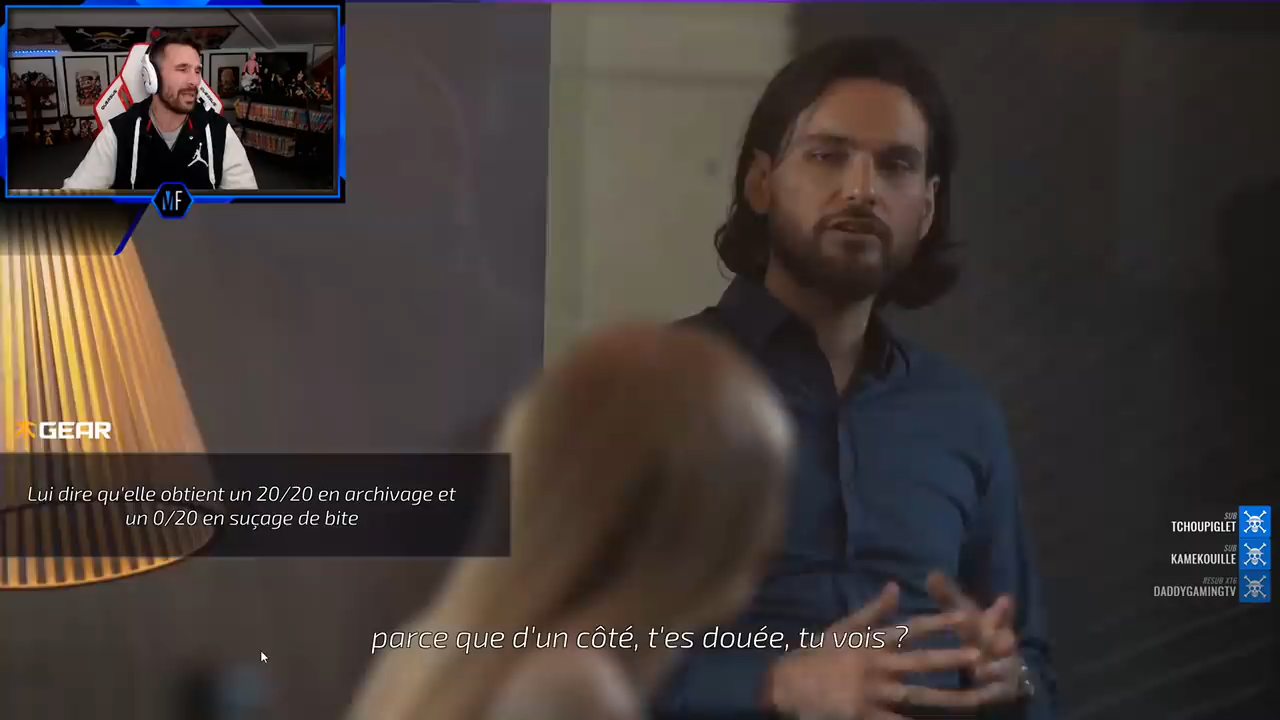 MF
GEAR
Lui dire qu'elle obtient un 20/20 en archivage et
un 0/20 en suçage de bite
SUB
TCHOUPIGLET
SUB
KAMEKOUILLE
RESUB X16
DADDYGAMINGTV
parce que d'un côté, t'es douée, tu vois ?